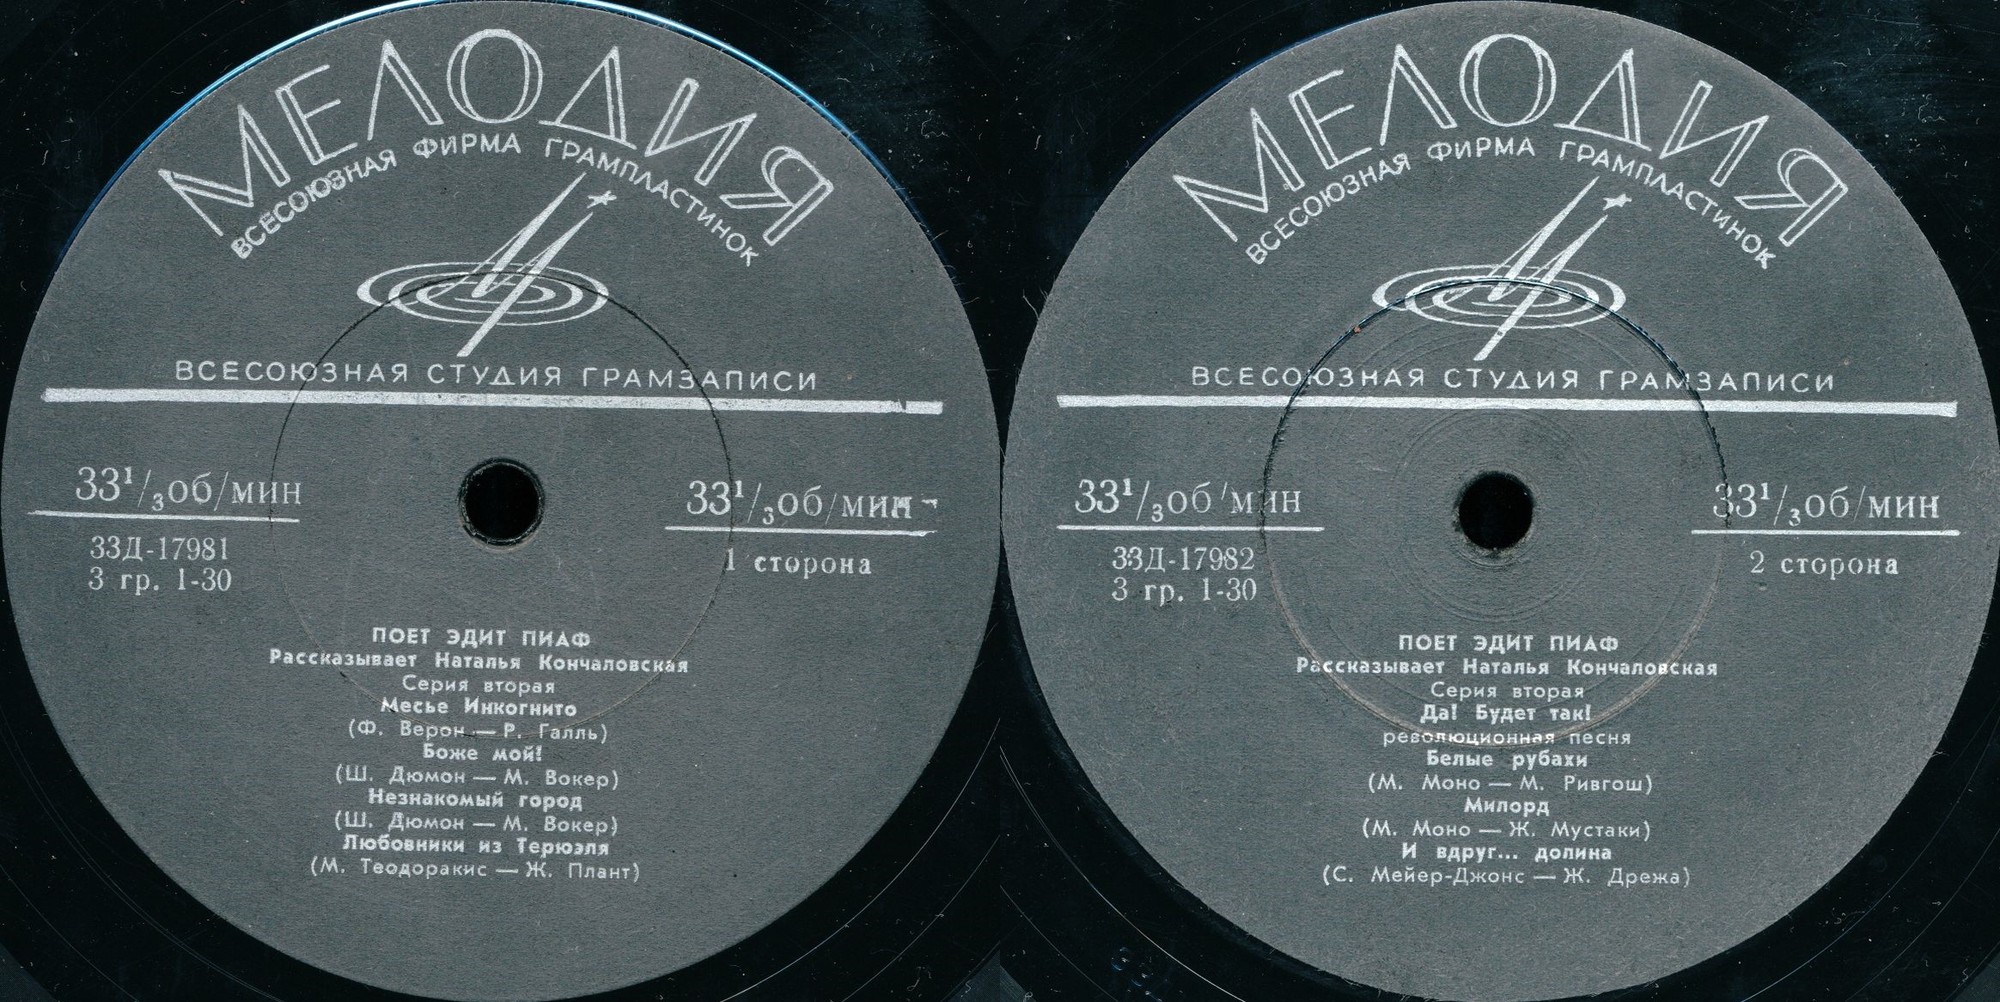 МЕЛОДИЯ
ВСЕСОЮЗНАЯ ФИРМА ГРАМПЛАСТИНОК
ВСЕСОЮЗНАЯ СТУДИЯ ГРАМЗАПИСИ
33¹/₃об/мин
33¹/₃об/мин
33Д-17981
3 гр. 1-30
1 сторона
ПОЕТ ЭДИТ ПИАФ
Рассказывает Наталья Кончаловская
Серия вторая
Месье Инкогнито
(Ф. Верон — Р. Галль)
Боже мой!
(Ш. Дюмон — М. Вокер)
Незнакомый город
(Ш. Дюмон — М. Вокер)
Любовники из Терюэля
(М. Теодоракис — Ж. Плант)
МЕЛОДИЯ
ВСЕСОЮЗНАЯ ФИРМА ГРАМПЛАСТИНОК
ВСЕСОЮЗНАЯ СТУДИЯ ГРАМЗАПИСИ
33¹/₃об/мин
33¹/₃об/мин
33Д-17982
3 гр. 1-30
2 сторона
ПОЕТ ЭДИТ ПИАФ
Рассказывает Наталья Кончаловская
Серия вторая
Да! Будет так!
революционная песня
Белые рубахи
(М. Моно — М. Ривгош)
Милорд
(М. Моно — Ж. Мустаки)
И вдруг... долина
(С. Мейер-Джонс — Ж. Дрежа)